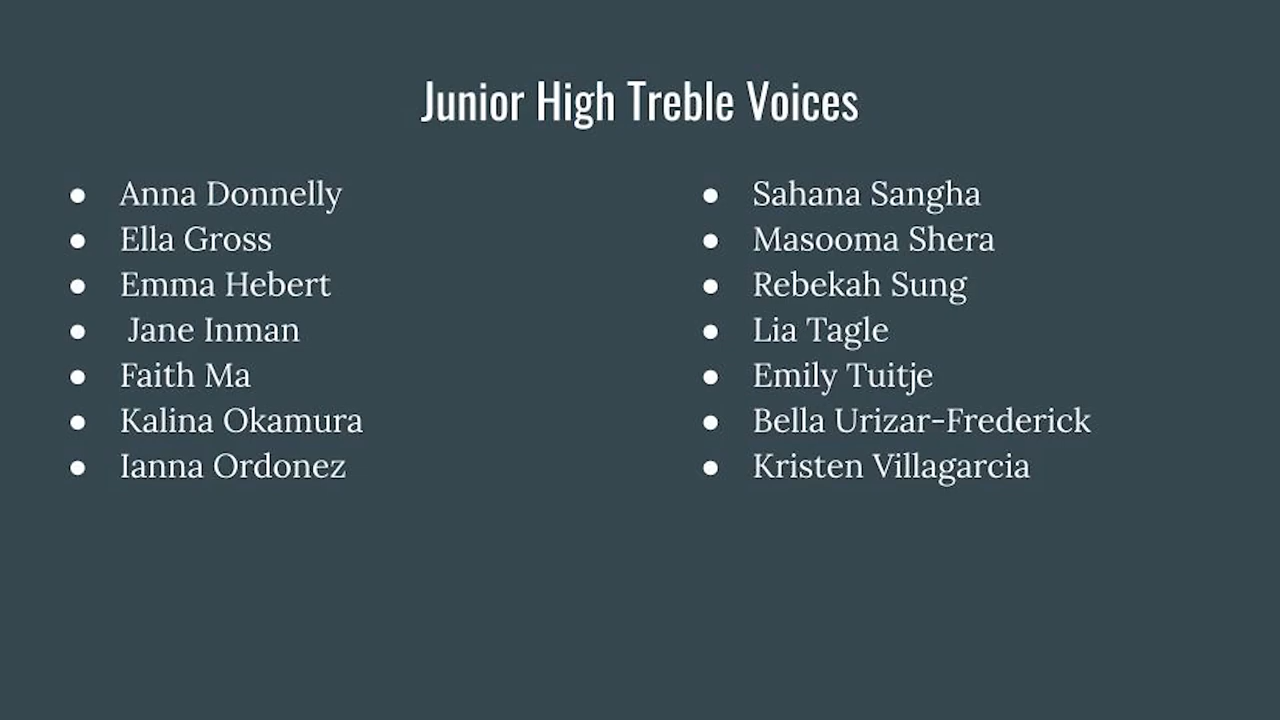 Junior High Treble Voices
● Anna Donnelly
● Ella Gross
● Emma Hebert
● Jane Inman
● Faith Ma
● Kalina Okamura
● Ianna Ordonez
● Sahana Sangha
● Masooma Shera
● Rebekah Sung
● Lia Tagle
● Emily Tuitje
● Bella Urizar-Frederick
● Kristen Villagarcia